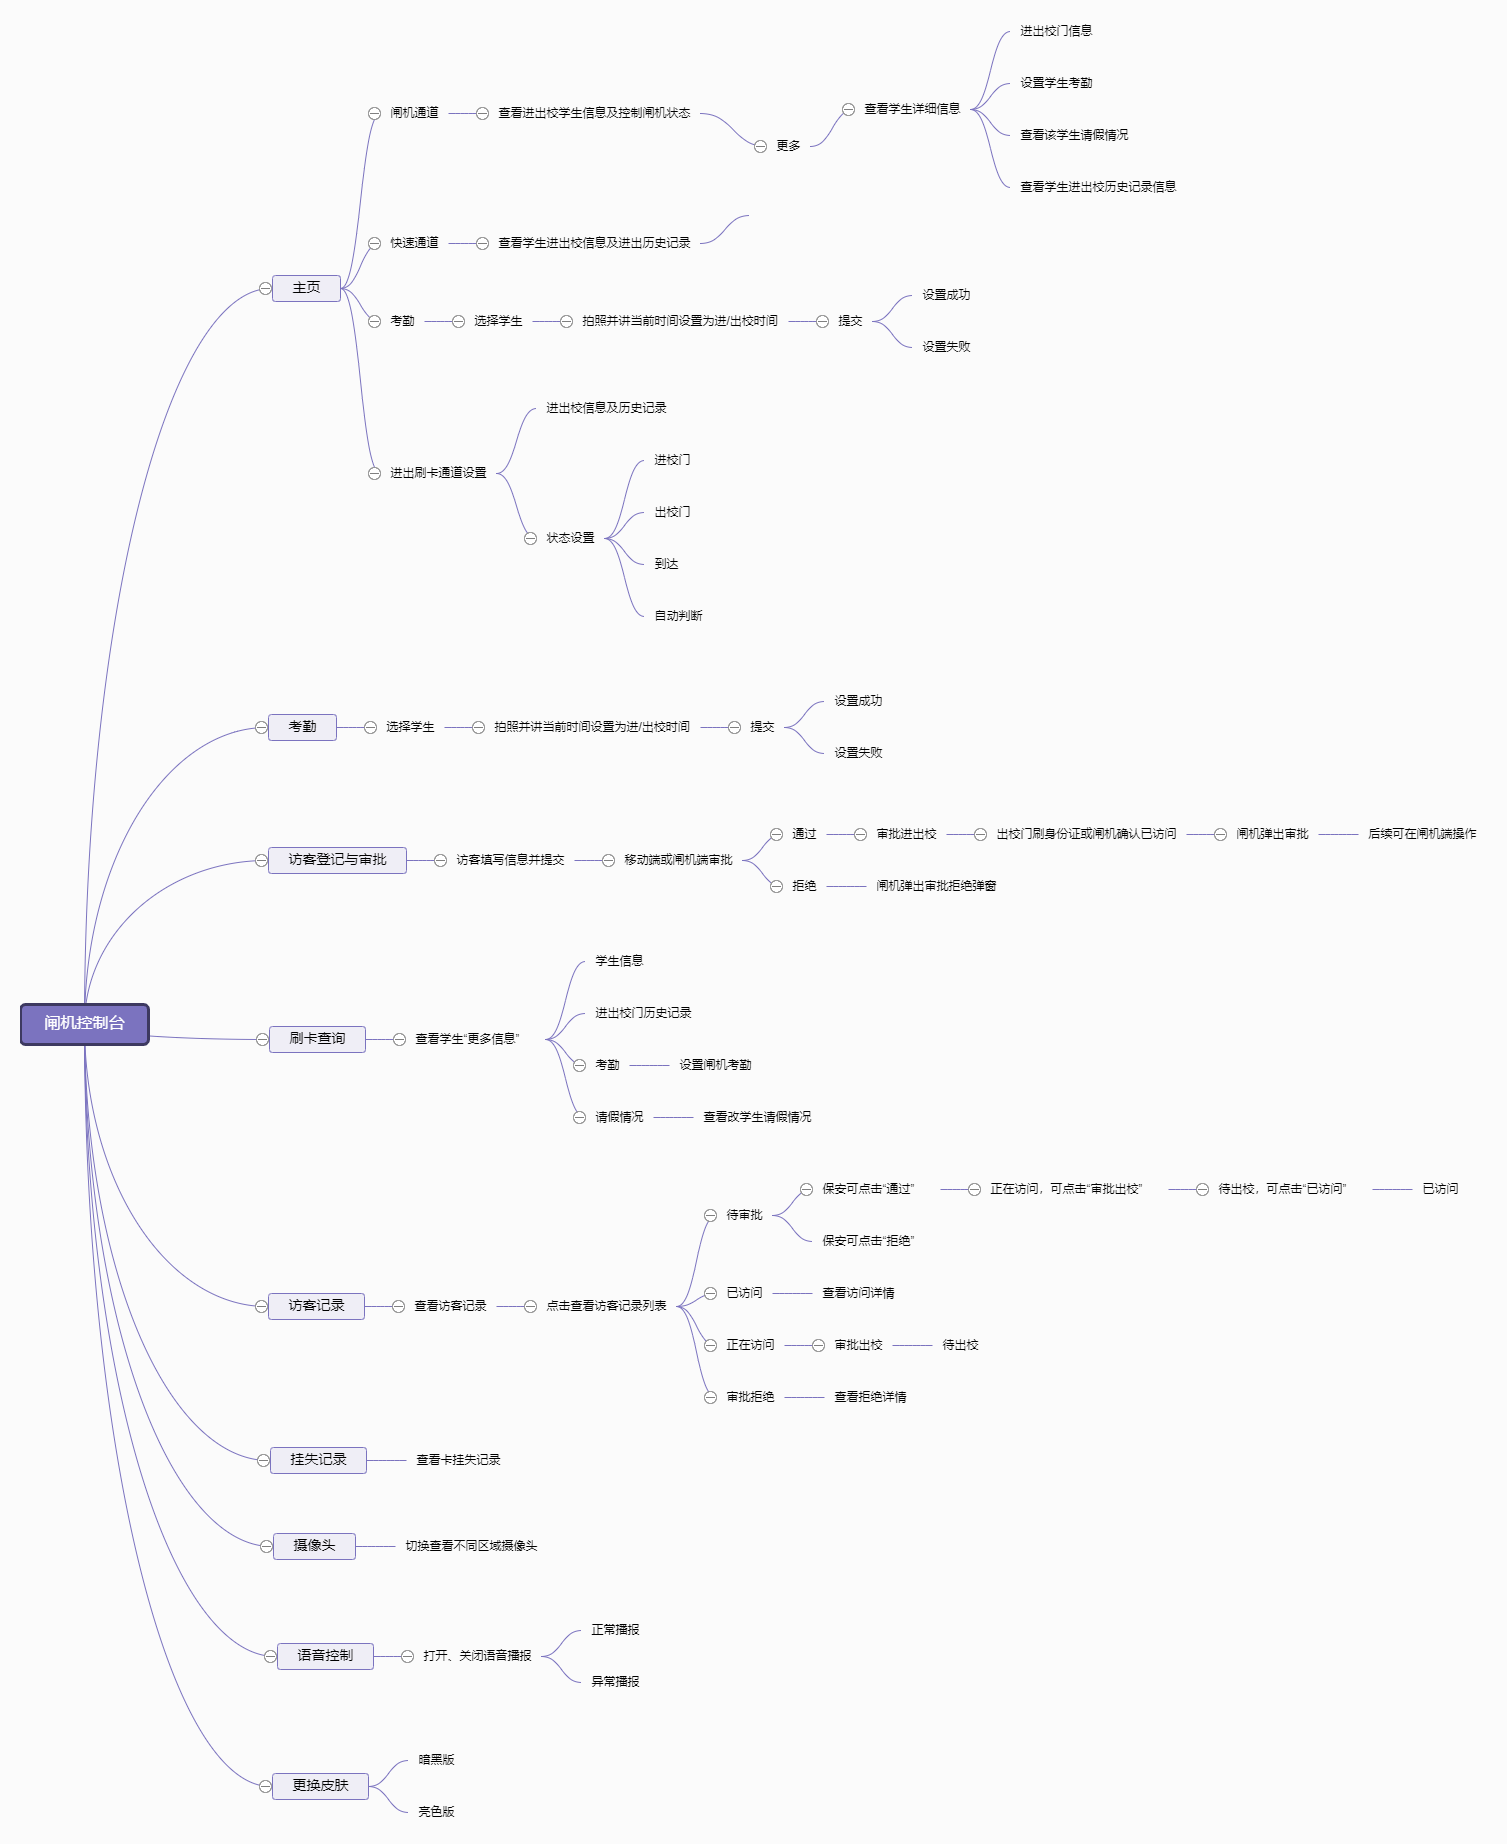 闸机控制台
主页
闸机通道
查看进出校学生信息及控制闸机状态
更多
查看学生详细信息
进出校门信息
设置学生考勤
查看该学生请假情况
查看学生进出校历史记录信息
快速通道
查看学生进出校信息及进出历史记录
考勤
选择学生
拍照并讲当前时间设置为进/出校时间
提交
设置成功
设置失败
进出刷卡通道设置
进出校信息及历史记录
状态设置
进校门
出校门
到达
自动判断
考勤
选择学生
拍照并讲当前时间设置为进/出校时间
提交
设置成功
设置失败
访客登记与审批
访客填写信息并提交
移动端或闸机端审批
通过
审批进出校
出校门刷身份证或闸机确认已访问
闸机弹出审批
后续可在闸机端操作
拒绝
闸机弹出审批拒绝弹窗
刷卡查询
查看学生“更多信息”
学生信息
进出校门历史记录
考勤
设置闸机考勤
请假情况
查看改学生请假情况
访客记录
查看访客记录
点击查看访客记录列表
待审批
保安可点击“通过”
正在访问，可点击“审批出校”
待出校，可点击“已访问”
已访问
保安可点击“拒绝”
已访问
查看访问详情
正在访问
审批出校
待出校
审批拒绝
查看拒绝详情
挂失记录
查看卡挂失记录
摄像头
切换查看不同区域摄像头
语音控制
打开、关闭语音播报
正常播报
异常播报
更换皮肤
暗黑版
亮色版